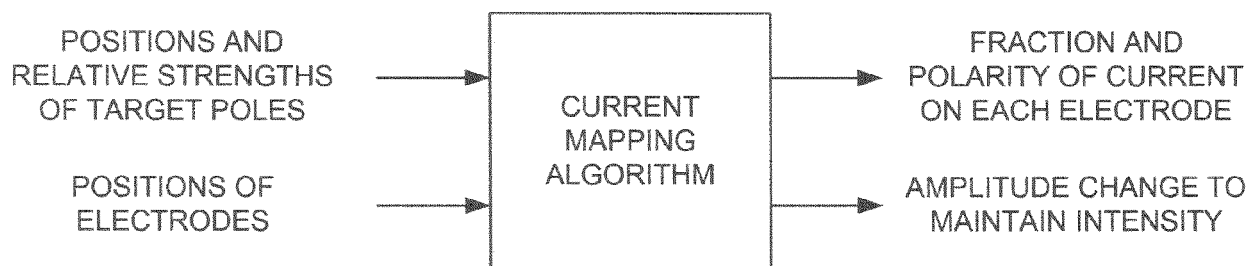 POSITIONS AND
RELATIVE STRENGTHS
OF TARGET POLES
POSITIONS OF
ELECTRODES
CURRENT
MAPPING
ALGORITHM
FRACTION AND
POLARITY OF CURRENT
ON EACH ELECTRODE
AMPLITUDE CHANGE TO
MAINTAIN INTENSITY